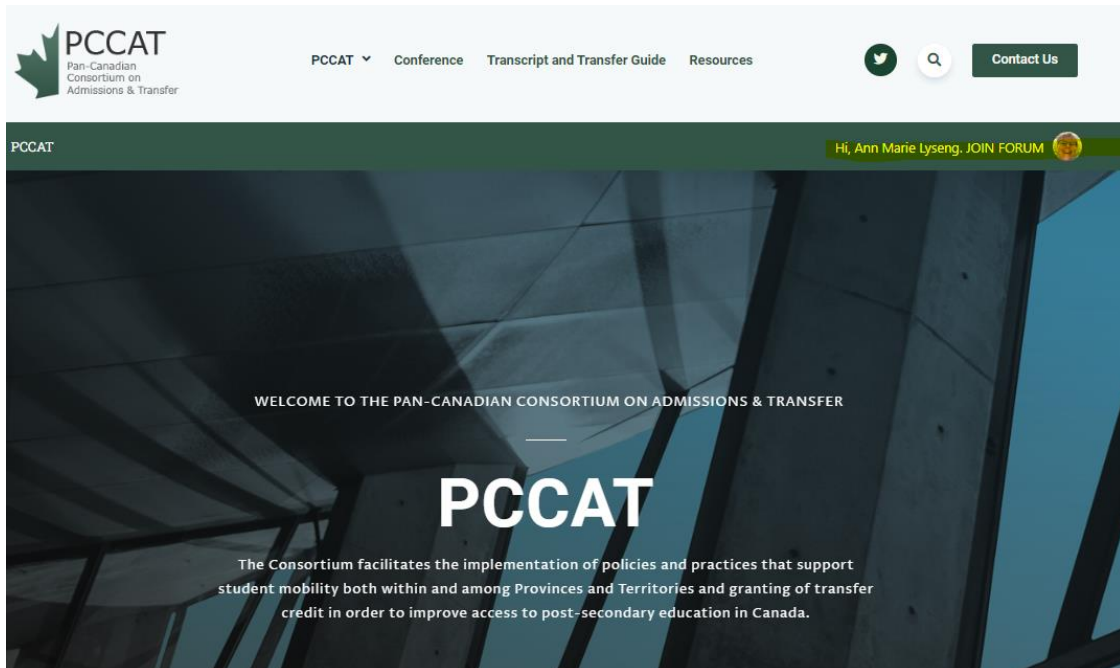 PCCAT
Pan-Canadian
Consortium on
Admissions & Transfer
PCCAT Conference Transcript and Transfer Guide Resources
Contact Us
PCCAT
Hi, Ann Marie Lyseng. JOIN FORUM
WELCOME TO THE PAN-CANADIAN CONSORTIUM ON ADMISSIONS & TRANSFER
PCCAT
The Consortium facilitates the implementation of policies and practices that support
student mobility both within and among Provinces and Territories and granting of transfer
credit in order to improve access to post-secondary education in Canada.